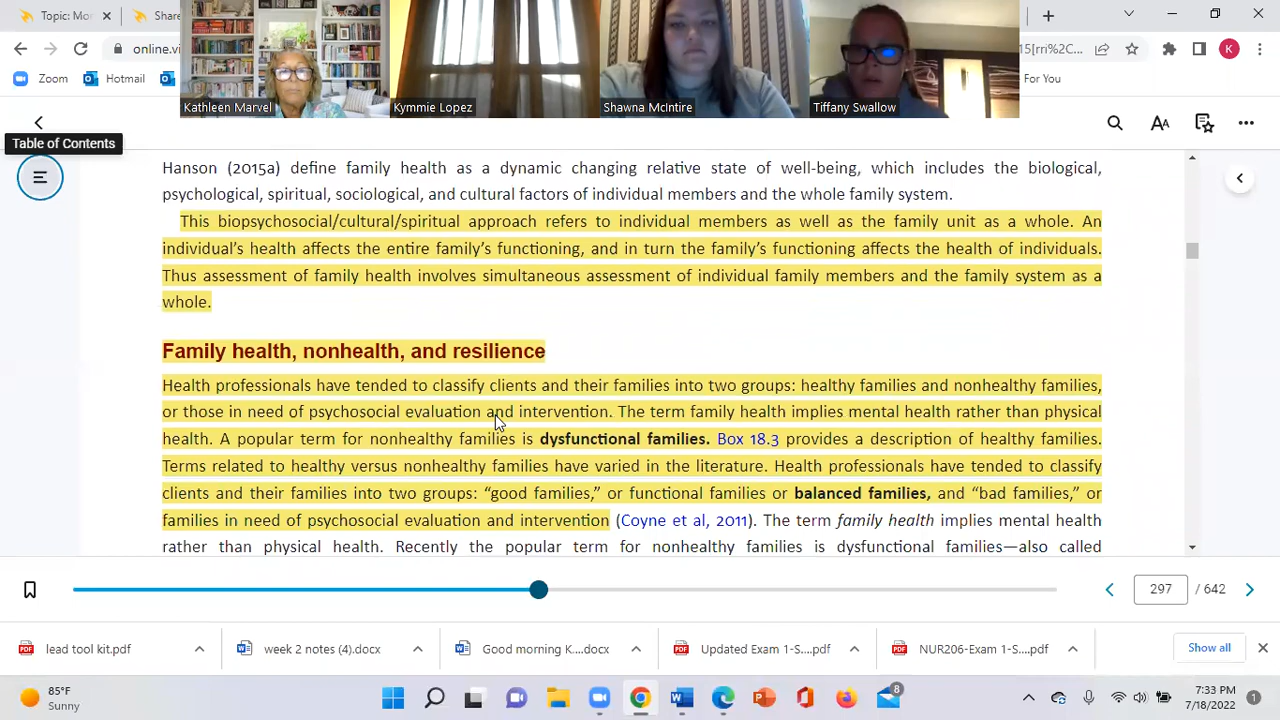 Topic: Mor
Share
online.vi
15[rri%2C...
K
Zoom
Hotmail
For You
Kathleen Marvel
Kymmie Lopez
Shawna McIntire
Tiffany Swallow
Table of Contents
AA
Hanson (2015a) define family health as a dynamic changing relative state of well-being, which includes the biological,
psychological, spiritual, sociological, and cultural factors of individual members and the whole family system.
This biopsychosocial/cultural/spiritual approach refers to individual members as well as the family unit as a whole. An
individual's health affects the entire family's functioning, and in turn the family's functioning affects the health of individuals.
Thus assessment of family health involves simultaneous assessment of individual family members and the family system as a
whole.
Family health, nonhealth, and resilience
Health professionals have tended to classify clients and their families into two groups: healthy families and nonhealthy families,
or those in need of psychosocial evaluation and intervention. The term family health implies mental health rather than physical
health. A popular term for nonhealthy families is dysfunctional families. Box 18.3 provides a description of healthy families.
Terms related to healthy versus nonhealthy families have varied in the literature. Health professionals have tended to classify
clients and their families into two groups: “good families,” or functional families or balanced families, and “bad families,” or
families in need of psychosocial evaluation and intervention (Coyne et al, 2011). The term family health implies mental health
rather than physical health. Recently the popular term for nonhealthy families is dysfunctional families—also called
297 / 642
lead tool kit.pdf
week 2 notes (4).docx
Good morning K....docx
Updated Exam 1-S....pdf
NUR206-Exam 1-S....pdf
Show all
85°F
Sunny
8
7:33 PM
7/18/2022
1